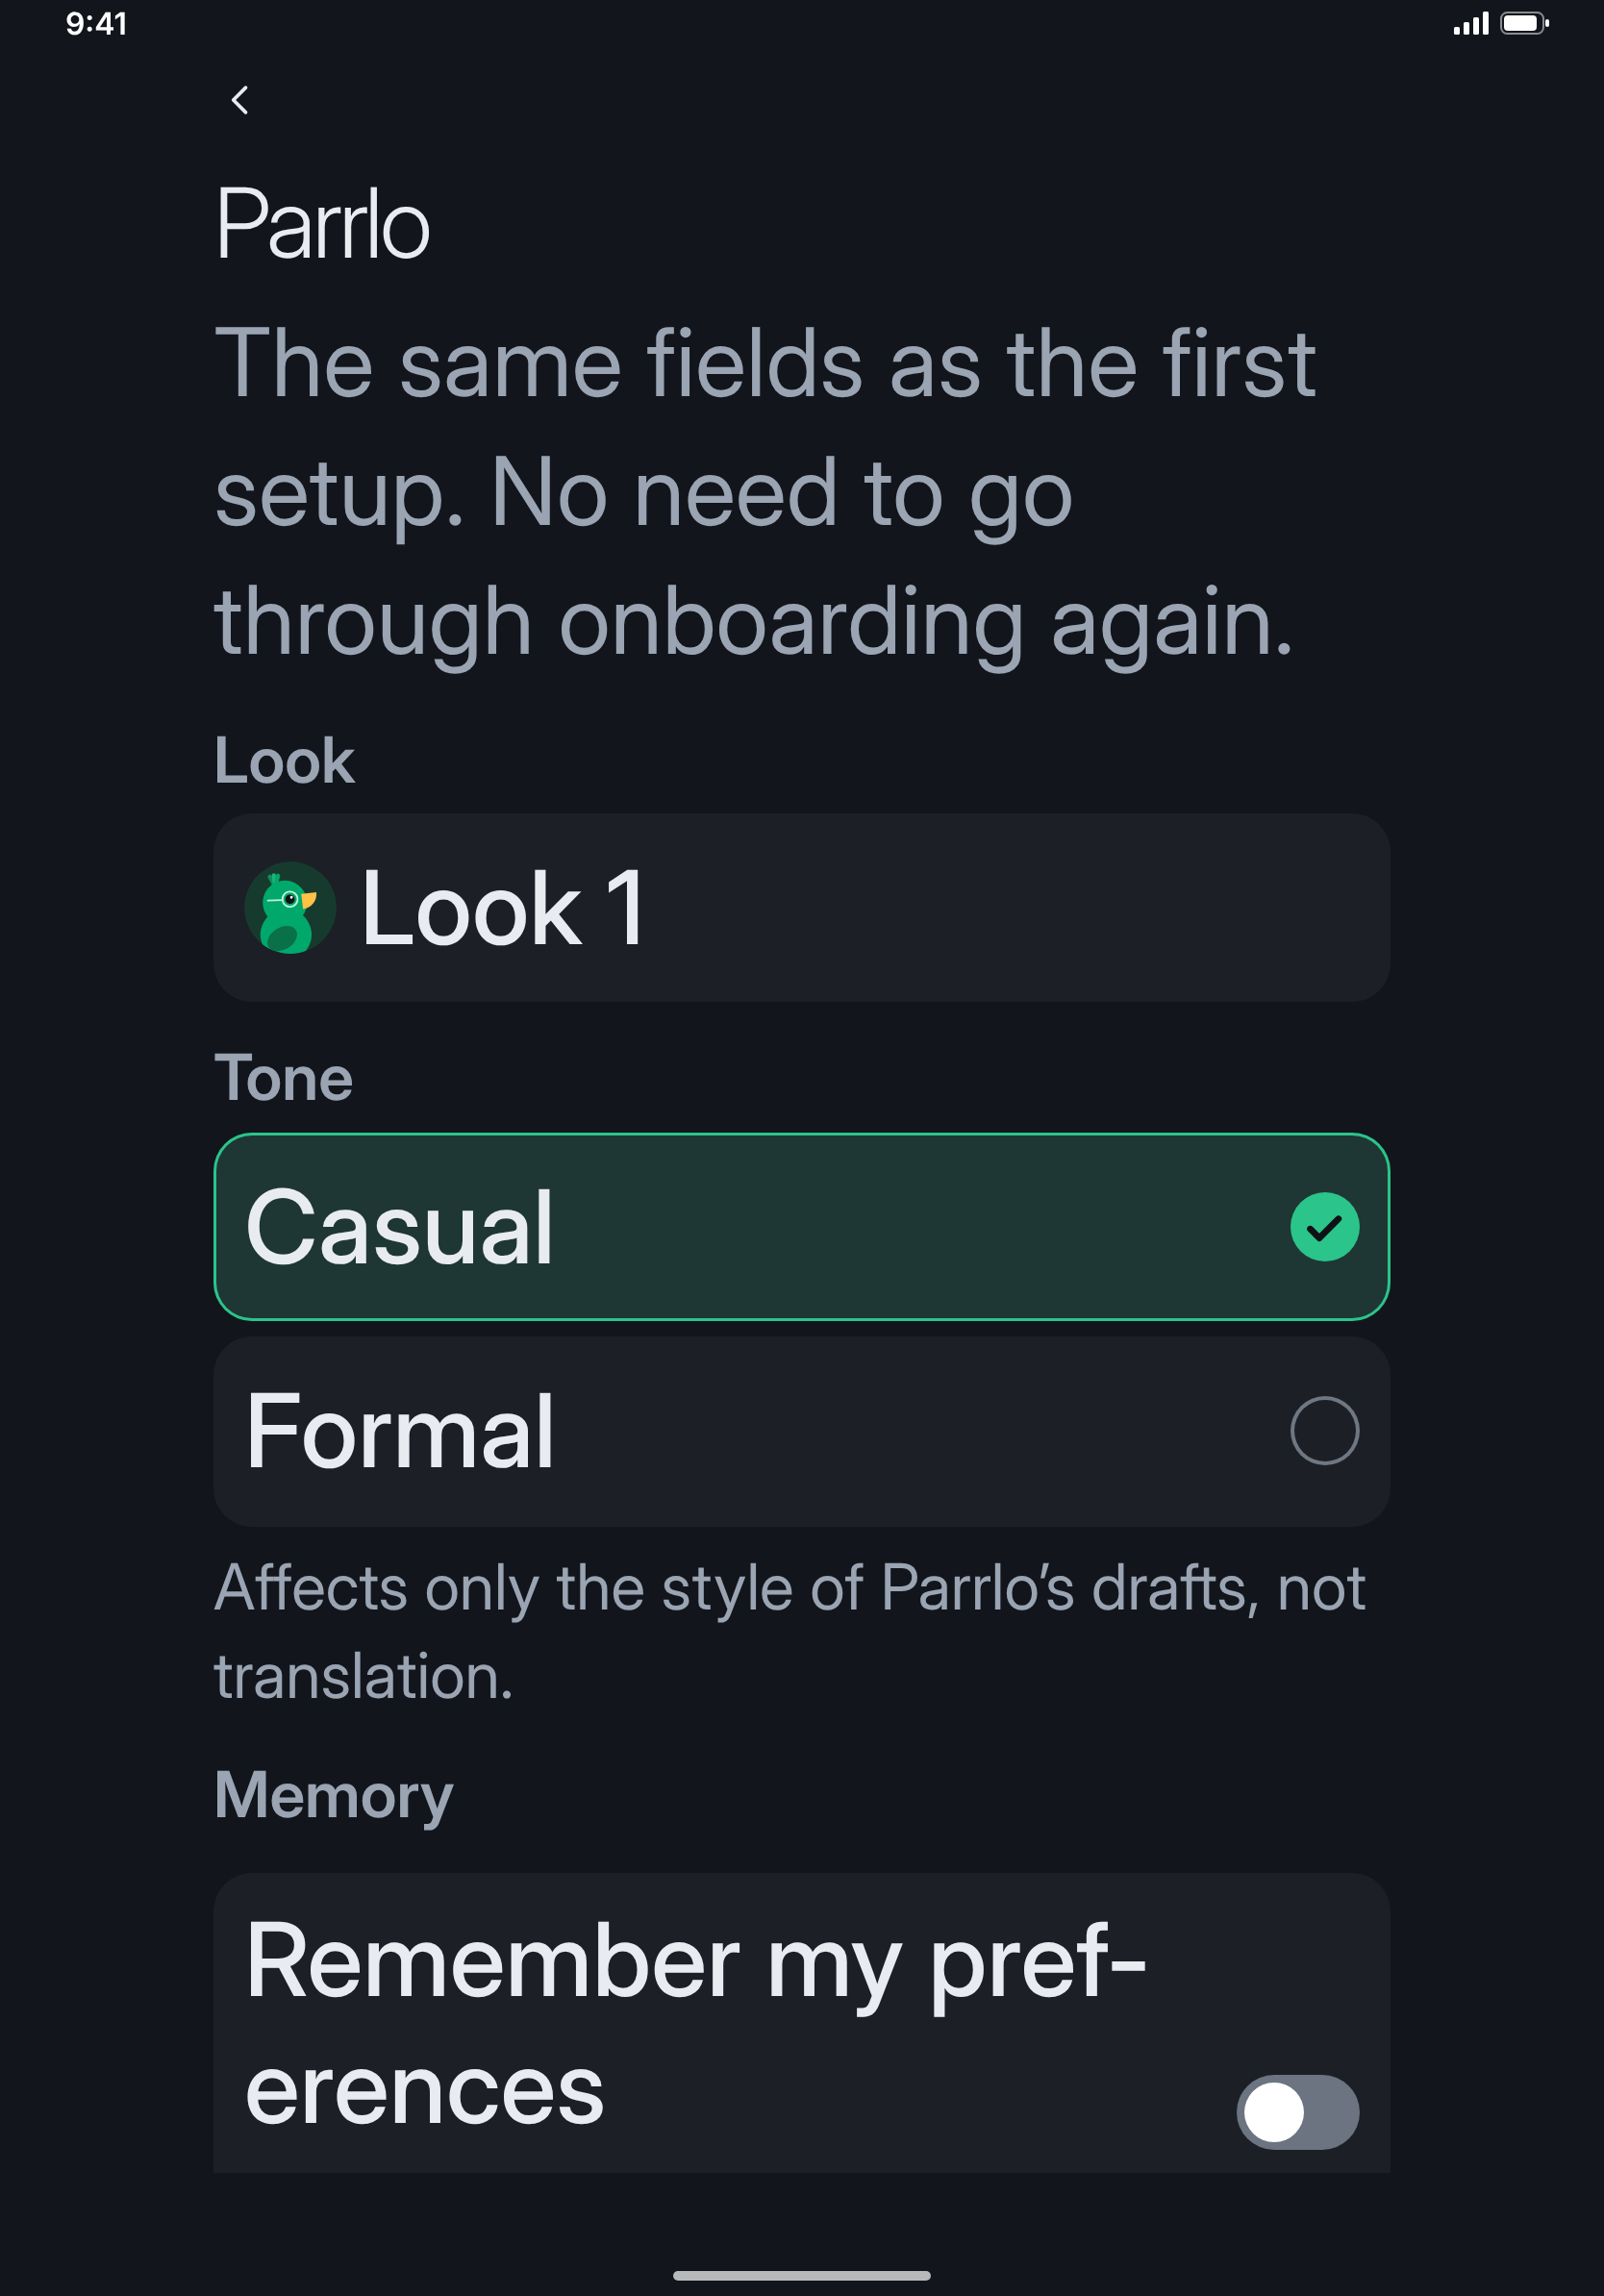 9:41
Parrlo
The same fields as the first
setup. No need to go
through onboarding again.
Look
Look 1
Tone
Casual
Formal
Affects only the style of Parrlo’s drafts, not
translation.
Memory
Remember my pref-
erences